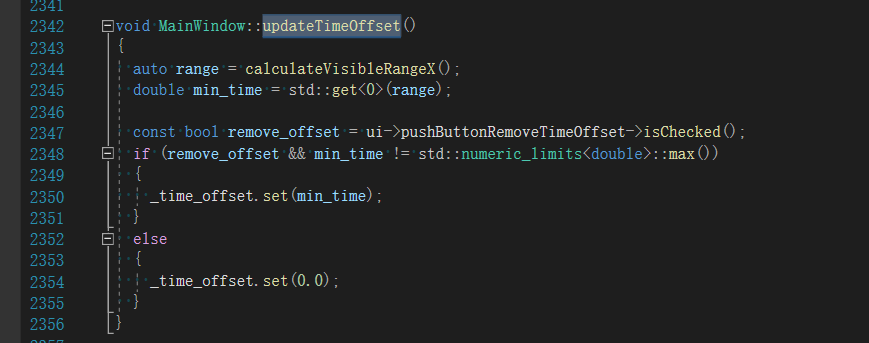 2341
2342 void MainWindow::updateTimeOffset()
2343 {
2344 auto range = calculateVisibleRangeX();
2345 double min_time = std::get<0>(range);
2346
2347 const bool remove_offset = ui->pushButtonRemoveTimeOffset->isChecked();
2348 if (remove_offset && min_time != std::numeric_limits<double>::max())
2349 {
2350 _time_offset.set(min_time);
2351 }
2352 else
2353 {
2354 _time_offset.set(0.0);
2355 }
2356 }
2357